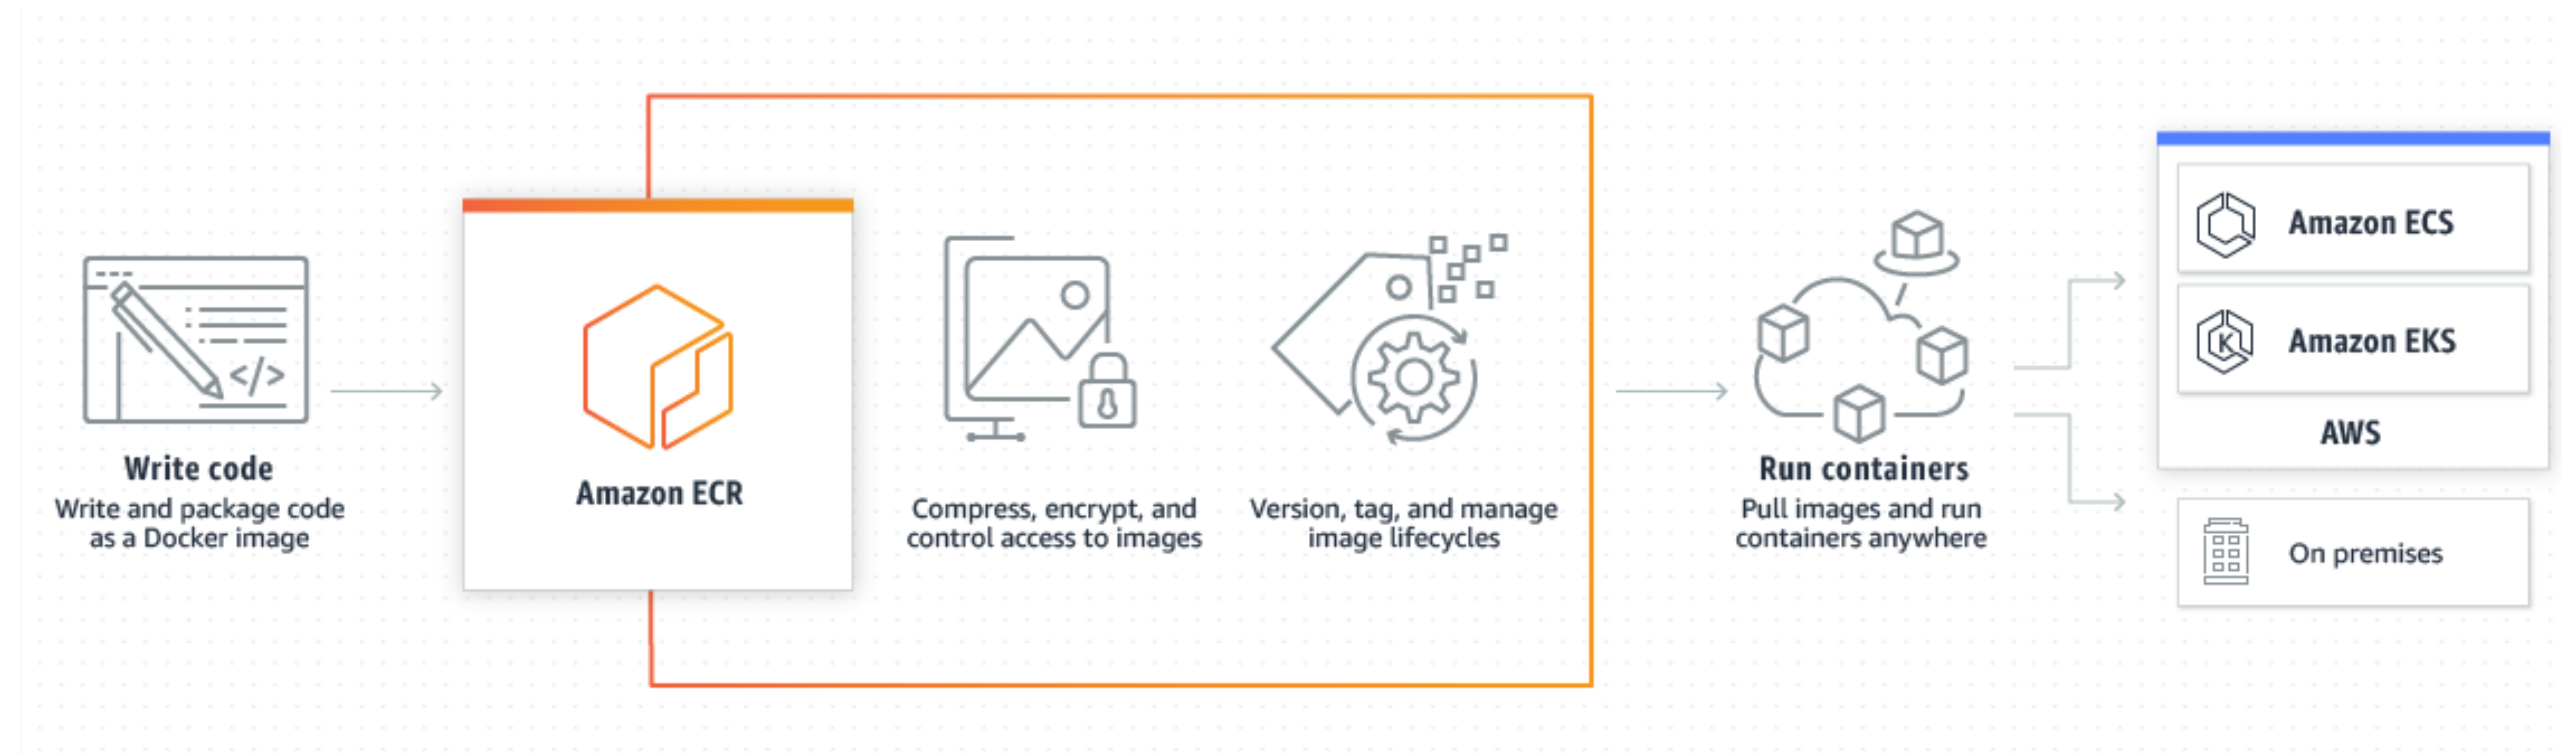 Write code
Write and package code
as a Docker image
</>
Amazon ECR
Compress, encrypt, and
control access to images
Version, tag, and manage
image lifecycles
Run containers
Pull images and run
containers anywhere
Amazon ECS
K
Amazon EKS
AWS
On premises